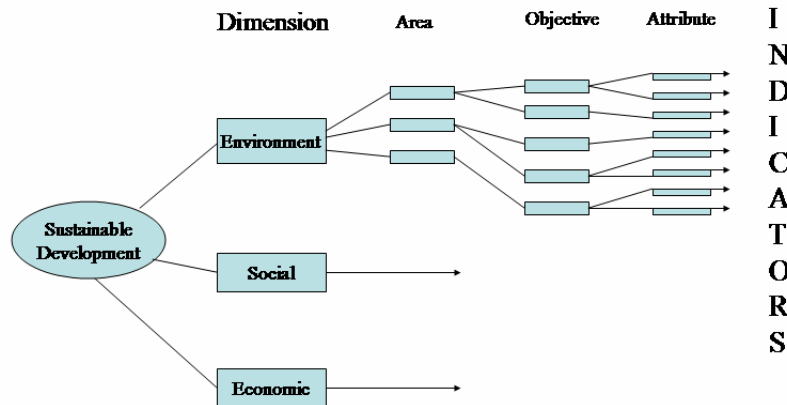 Dimension
Area
Objective
Attribute
Environment
Sustainable
Development
Social
Economic
I
N
D
I
C
A
T
O
R
S